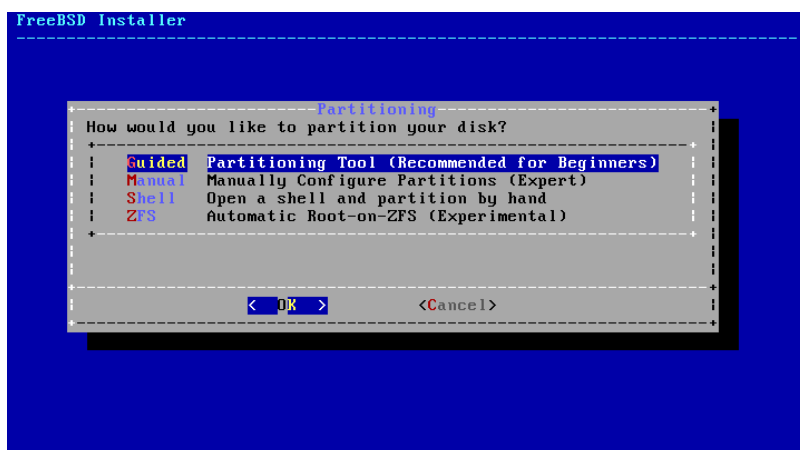 FreeBSD Installer
Partitioning
How would you like to partition your disk?
Guided Partitioning Tool (Recommended for Beginners)
Manual Manually Configure Partitions (Expert)
Shell Open a shell and partition by hand
ZFS Automatic Root-on-ZFS (Experimental)
< OK > <Cancel>